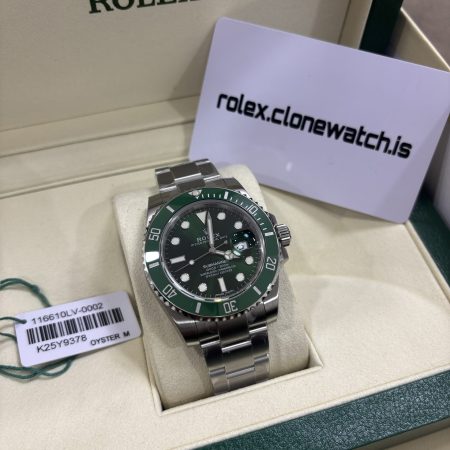 ROLEX
rolex.clonewatch.is
ROLEX
SUBMARINER
116610LV-0002
K25Y9378 OYSTER M